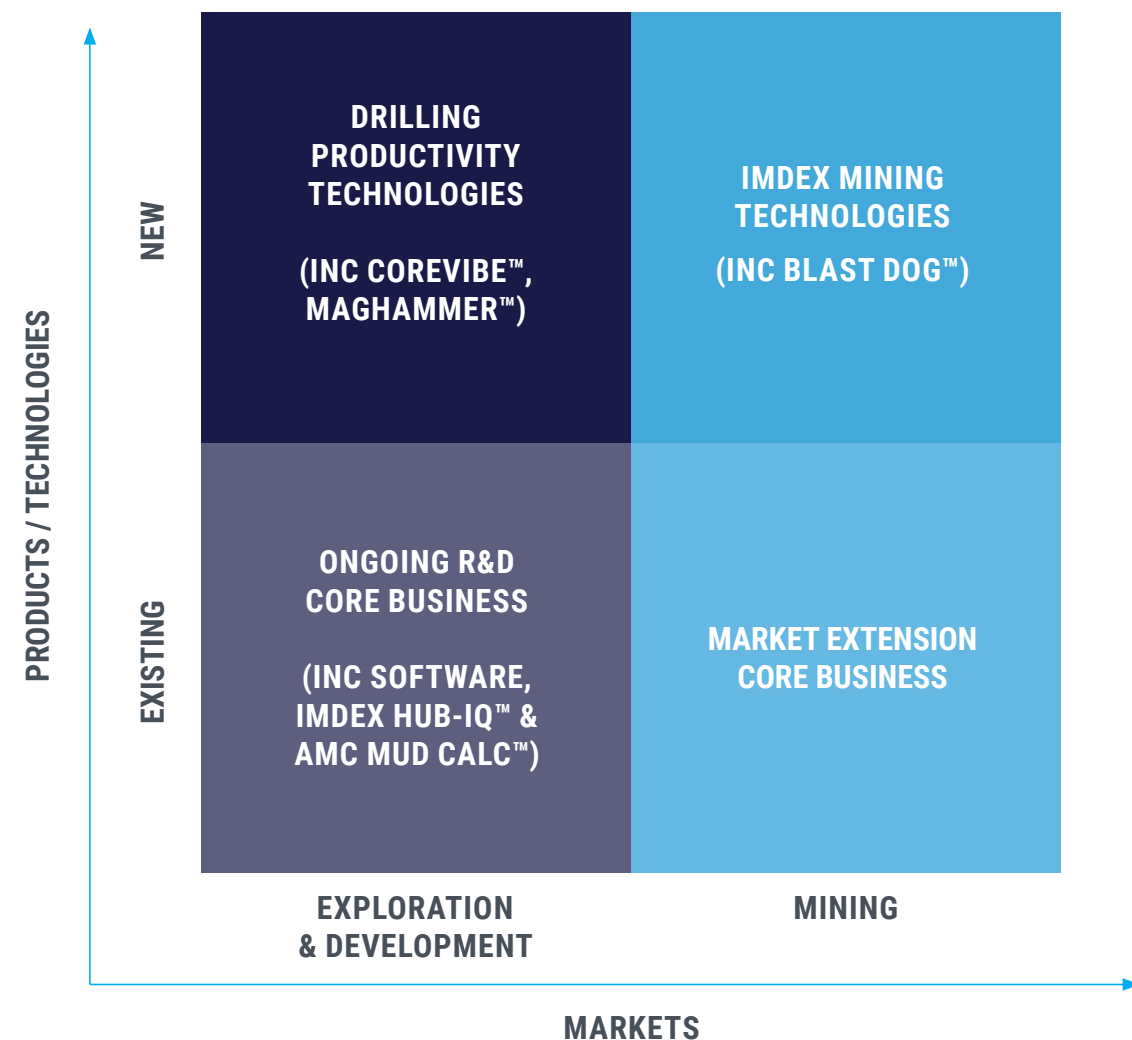 PRODUCTS / TECHNOLOGIES
NEW
DRILLING
PRODUCTIVITY
TECHNOLOGIES
(INC COREVIBE™,
MAGHAMMER™)
IMDEX MINING
TECHNOLOGIES
(INC BLAST DOG™)
EXISTING
ONGOING R&D
CORE BUSINESS
(INC SOFTWARE,
IMDEX HUB-IQ™ &
AMC MUD CALC™)
MARKET EXTENSION
CORE BUSINESS
EXPLORATION
& DEVELOPMENT
MINING
MARKETS